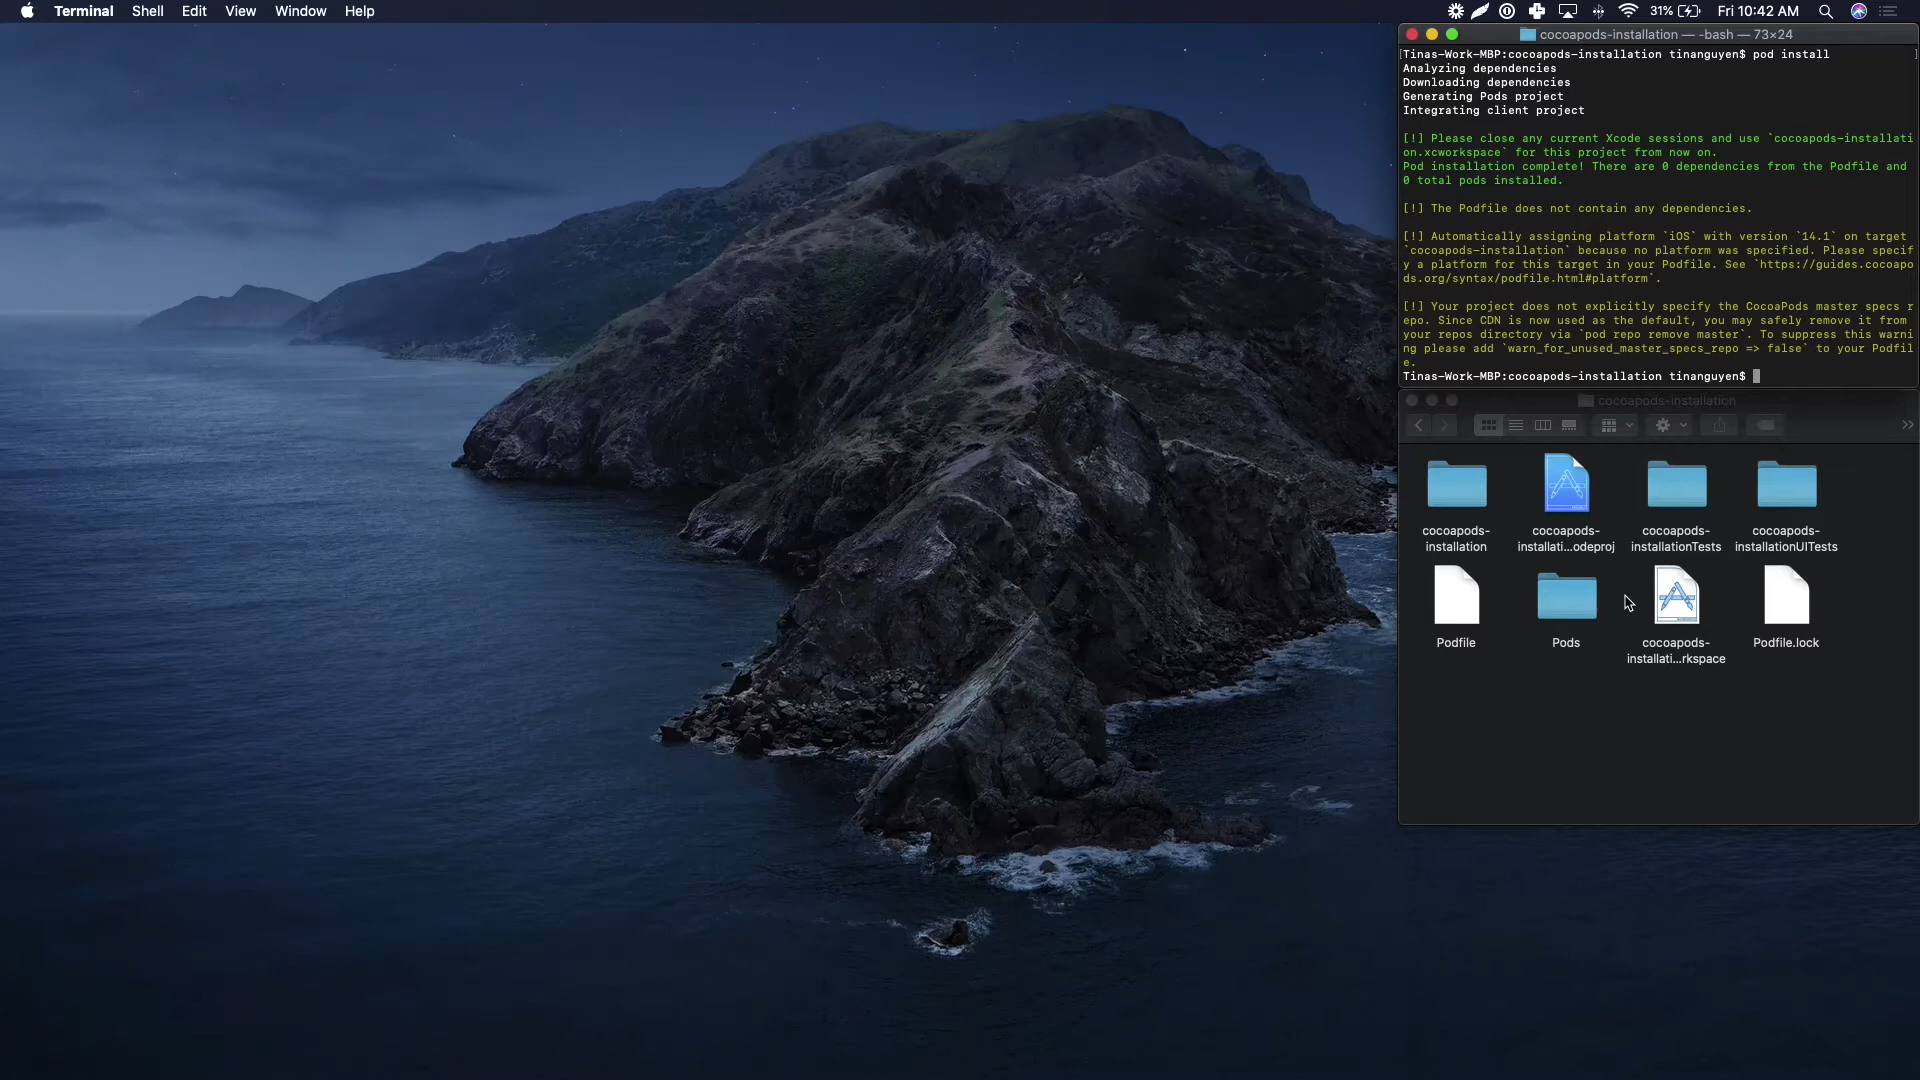 Terminal Shell Edit View Window Help
31% Fri 10:42 AM
cocoapods-installation — -bash — 73×24
[Tinas-Work-MBP:cocoapods-installation tinanguyen$ pod install ]
Analyzing dependencies
Downloading dependencies
Generating Pods project
Integrating client project
[!] Please close any current Xcode sessions and use `cocoapods-installati
on.xcworkspace` for this project from now on.
Pod installation complete! There are 0 dependencies from the Podfile and
0 total pods installed.
[!] The Podfile does not contain any dependencies.
[!] Automatically assigning platform `iOS` with version `14.1` on target
`cocoapods-installation` because no platform was specified. Please specif
y a platform for this target in your Podfile. See `https://guides.cocoapo
ds.org/syntax/podfile.html#platform`.
[!] Your project does not explicitly specify the CocoaPods master specs r
epo. Since CDN is now used as the default, you may safely remove it from
your repos directory via `pod repo remove master`. To suppress this warni
ng please add `warn_for_unused_master_specs_repo => false` to your Podfil
e.
Tinas-Work-MBP:cocoapods-installation tinanguyen$
cocoapods-installation
cocoapods-
installation
cocoapods-
installati...odeproj
cocoapods-
installationTests
cocoapods-
installationUITests
Podfile
Pods
cocoapods-
installati...rkspace
Podfile.lock